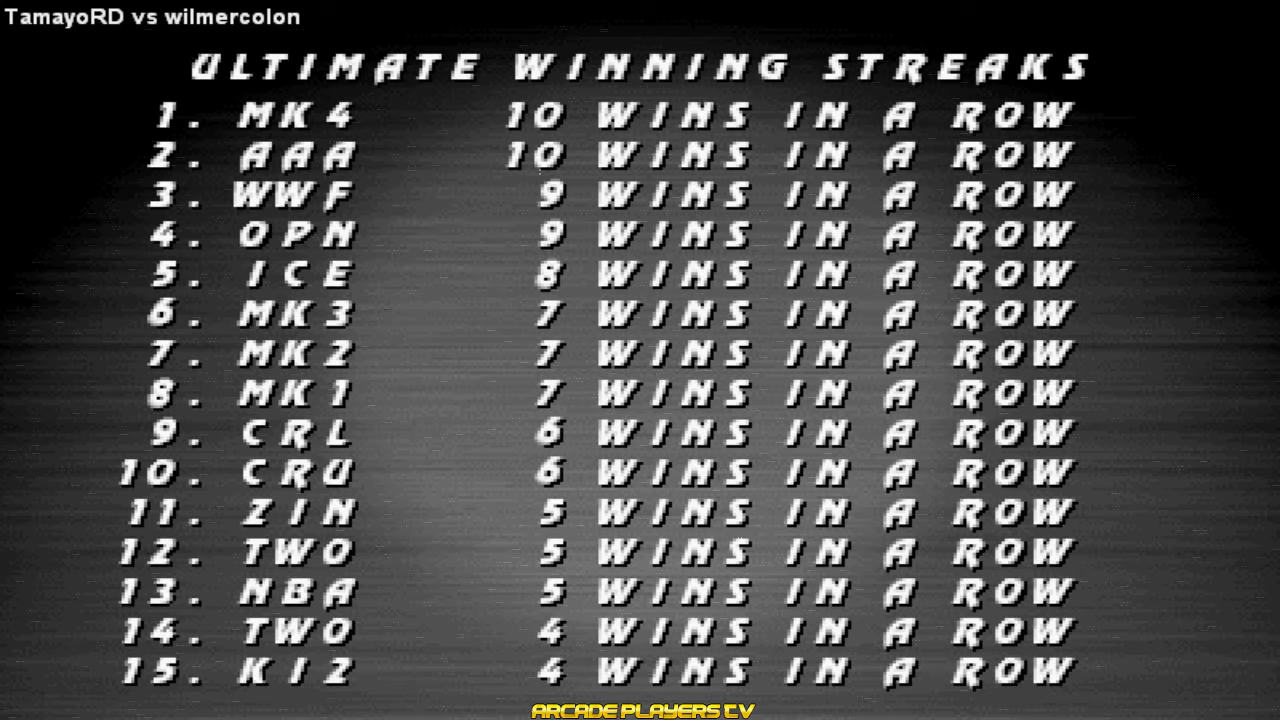 TamayoRD vs wilmercolon
ULTIMATE WINNING STREAKS
1. MK4 10 WINS IN A ROW
2. AAA 10 WINS IN A ROW
3. WWF 9 WINS IN A ROW
4. OPN 9 WINS IN A ROW
5. ICE 8 WINS IN A ROW
6. MK3 7 WINS IN A ROW
7. MK2 7 WINS IN A ROW
8. MK1 7 WINS IN A ROW
9. CRL 6 WINS IN A ROW
10. CRU 6 WINS IN A ROW
11. ZIN 5 WINS IN A ROW
12. TWO 5 WINS IN A ROW
13. NBA 5 WINS IN A ROW
14. TWO 4 WINS IN A ROW
15. KI2 4 WINS IN A ROW
ARCADE PLAYERS TV